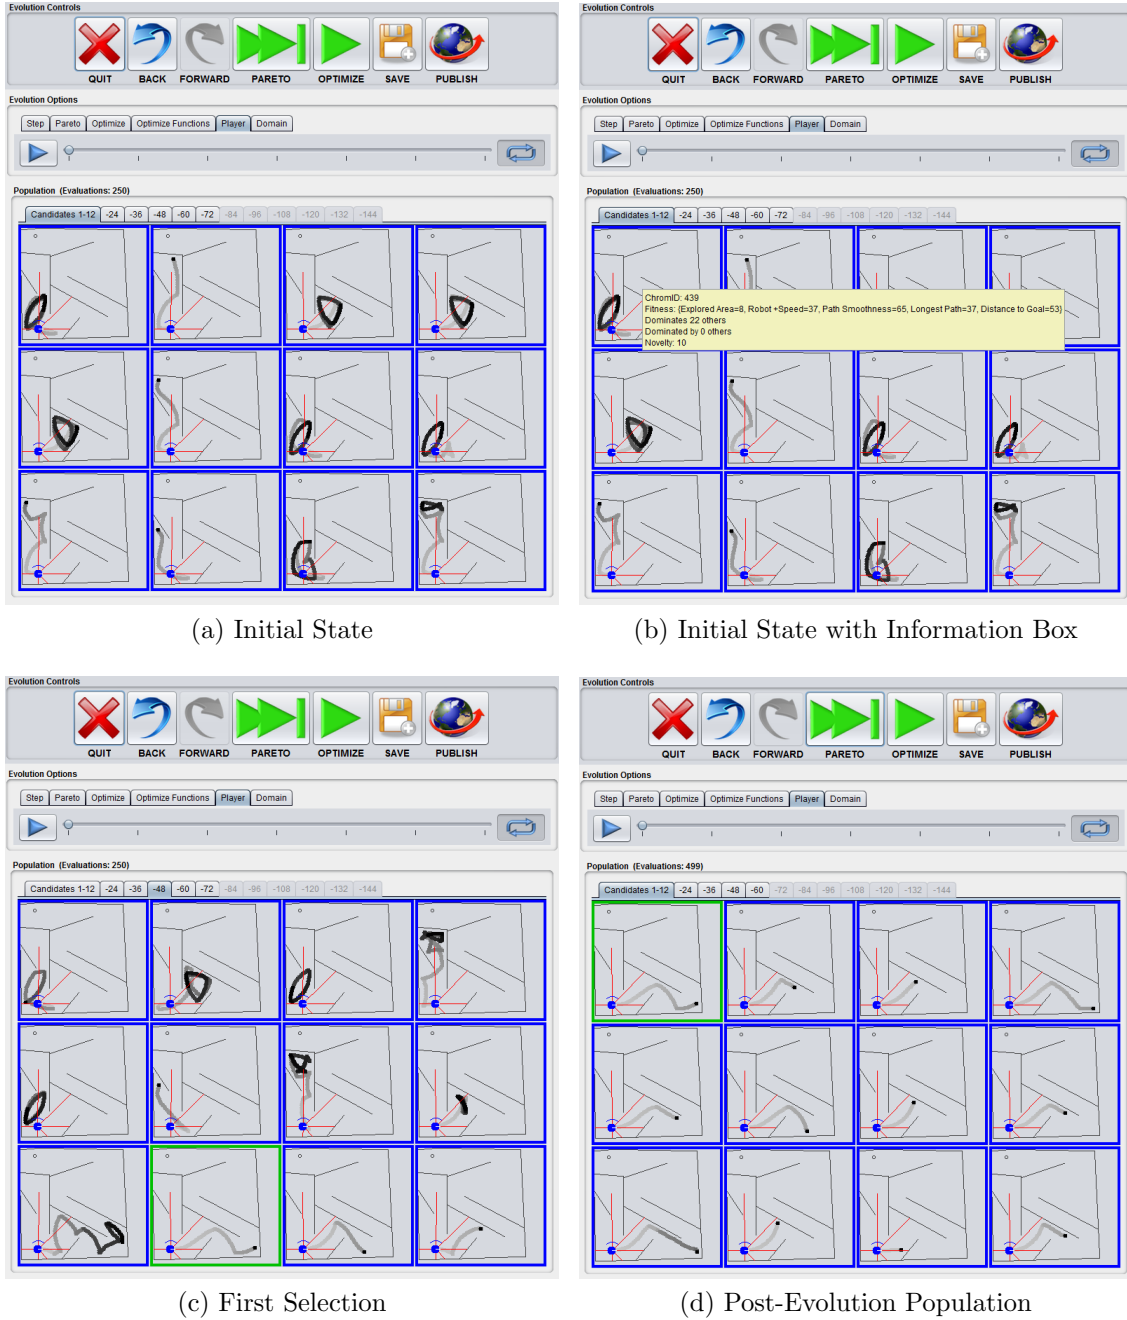 Evolution Controls
QUIT BACK FORWARD PARETO OPTIMIZE SAVE PUBLISH
Evolution Options
Step Pareto Optimize Optimize Functions Player Domain
Population (Evaluations: 250)
Candidates 1-12 -24 -36 -48 -60 -72 -84 -96 -108 -120 -132 -144
(a) Initial State
Evolution Controls
QUIT BACK FORWARD PARETO OPTIMIZE SAVE PUBLISH
Evolution Options
Step Pareto Optimize Optimize Functions Player Domain
Population (Evaluations: 250)
Candidates 1-12 -24 -36 -48 -60 -72 -84 -96 -108 -120 -132 -144
ChromID: 439
Fitness: {Explored Area=8, Robot +Speed=37, Path Smoothness=65, Longest Path=37, Distance to Goal=53}
Dominates 22 others
Dominated by 0 others
Novelty: 10
(b) Initial State with Information Box
Evolution Controls
QUIT BACK FORWARD PARETO OPTIMIZE SAVE PUBLISH
Evolution Options
Step Pareto Optimize Optimize Functions Player Domain
Population (Evaluations: 250)
Candidates 1-12 -24 -36 -48 -60 -72 -84 -96 -108 -120 -132 -144
(c) First Selection
Evolution Controls
QUIT BACK FORWARD PARETO OPTIMIZE SAVE PUBLISH
Evolution Options
Step Pareto Optimize Optimize Functions Player Domain
Population (Evaluations: 499)
Candidates 1-12 -24 -36 -48 -60 -72 -84 -96 -108 -120 -132 -144
(d) Post-Evolution Population